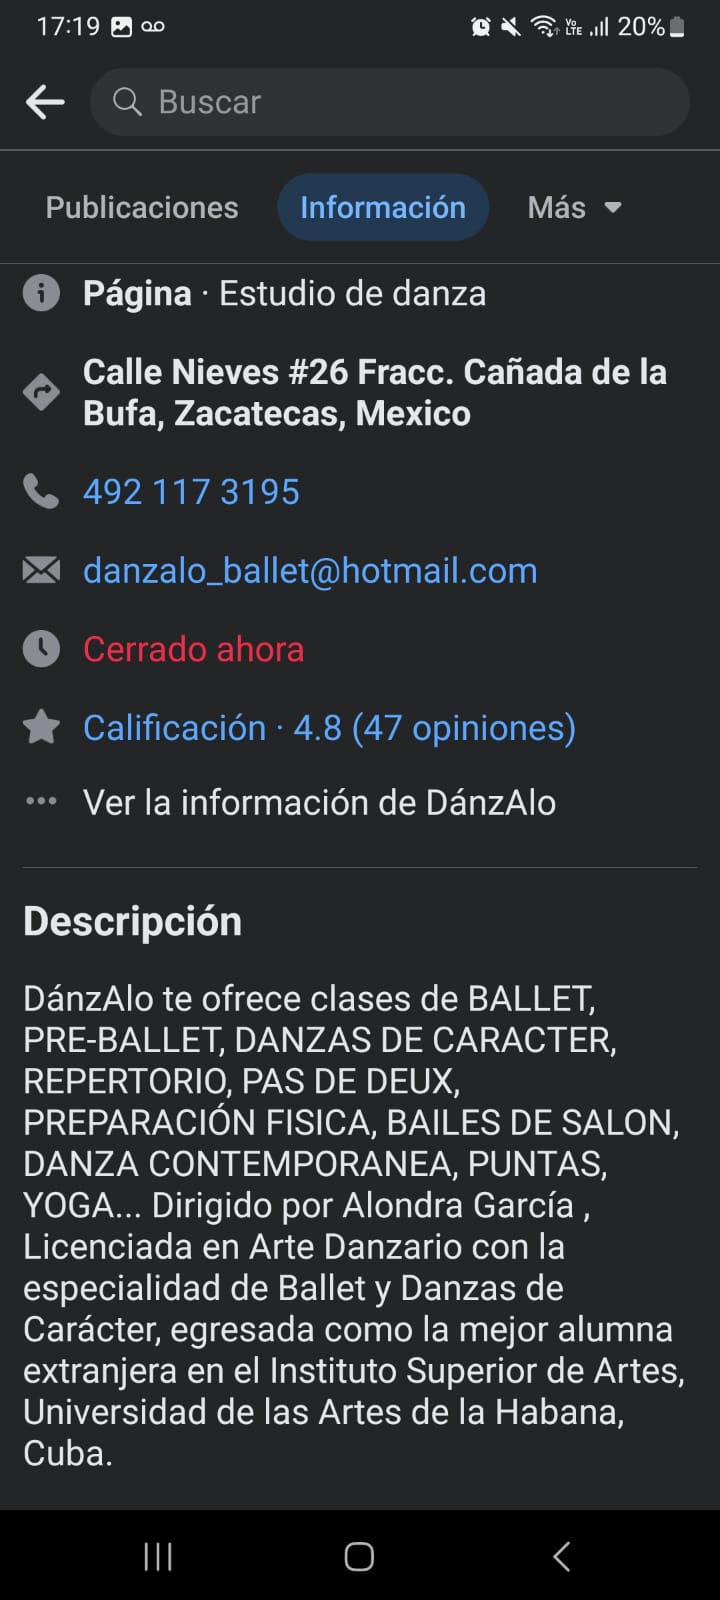 17:19 Vo LTE 20%
Buscar
Publicaciones Información Más
Página · Estudio de danza
Calle Nieves #26 Fracc. Cañada de la
Bufa, Zacatecas, Mexico
492 117 3195
danzalo_ballet@hotmail.com
Cerrado ahora
Calificación · 4.8 (47 opiniones)
Ver la información de DánzAlo
Descripción
DánzAlo te ofrece clases de BALLET,
PRE-BALLET, DANZAS DE CARACTER,
REPERTORIO, PAS DE DEUX,
PREPARACIÓN FISICA, BAILES DE SALON,
DANZA CONTEMPORANEA, PUNTAS,
YOGA... Dirigido por Alondra García ,
Licenciada en Arte Danzario con la
especialidad de Ballet y Danzas de
Carácter, egresada como la mejor alumna
extranjera en el Instituto Superior de Artes,
Universidad de las Artes de la Habana,
Cuba.